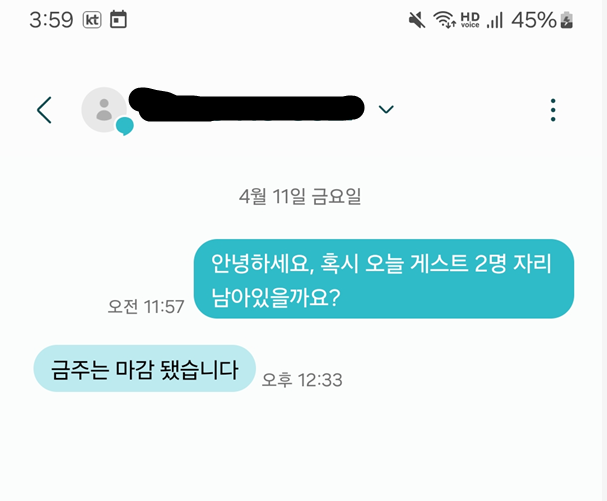 3:59 kt HD voice 45%
4월 11일 금요일
안녕하세요, 혹시 오늘 게스트 2명 자리
남아있을까요?
오전 11:57
금주는 마감 됐습니다
오후 12:33